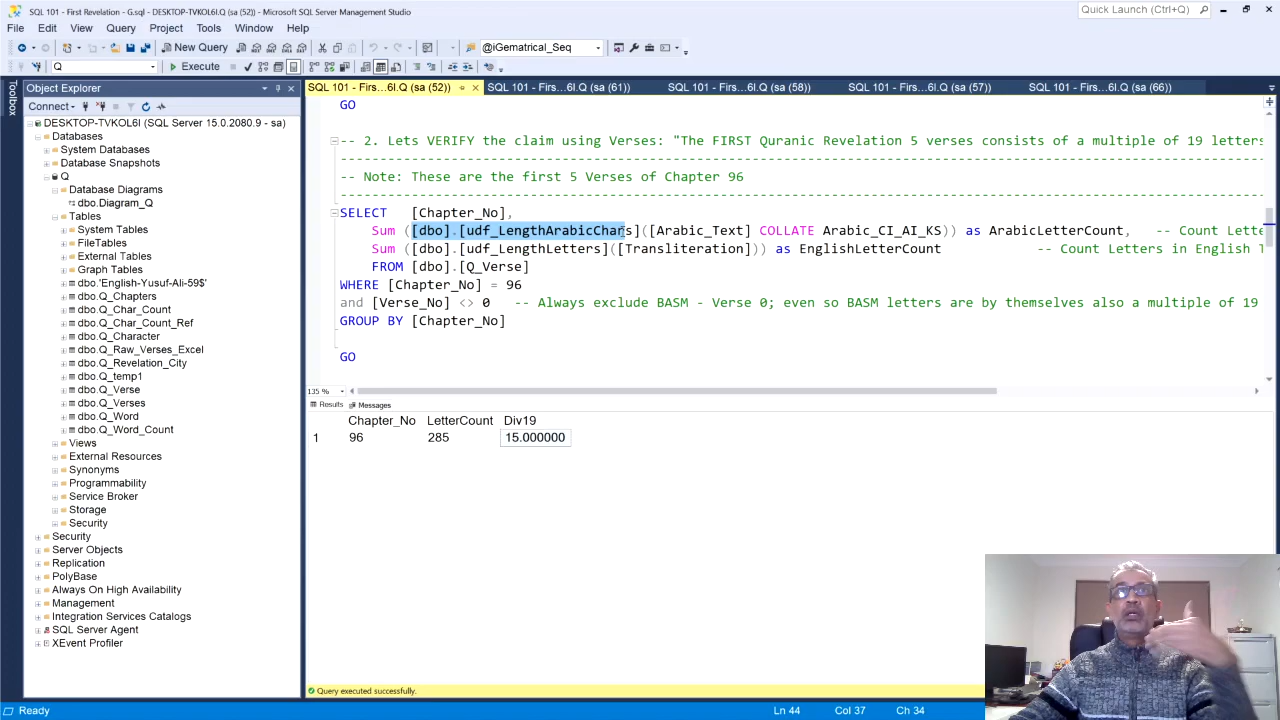 SQL 101 - First Revelation - G.sql - DESKTOP-TVKOL6I.Q (sa (52)) - Microsoft SQL Server Management Studio
Quick Launch (Ctrl+Q)
File Edit View Query Project Tools Window Help
New Query
@iGematrical_Seq
Q
Execute
Toolbox
Object Explorer
SQL 101 - Firs...6I.Q (sa (52))
SQL 101 - Firs...6I.Q (sa (61))
SQL 101 - Firs...6I.Q (sa (58))
SQL 101 - Firs...6I.Q (sa (57))
SQL 101 - Firs...6I.Q (sa (66))
Connect
DESKTOP-TVKOL6I (SQL Server 15.0.2080.9 - sa)
Databases
System Databases
Database Snapshots
Q
Database Diagrams
dbo.Diagram_Q
Tables
System Tables
FileTables
External Tables
Graph Tables
dbo.'English-Yusuf-Ali-59$'
dbo.Q_Chapters
dbo.Q_Char_Count
dbo.Q_Char_Count_Ref
dbo.Q_Character
dbo.Q_Raw_Verses_Excel
dbo.Q_Revelation_City
dbo.Q_temp1
dbo.Q_Verse
dbo.Q_Verses
dbo.Q_Word
dbo.Q_Word_Count
Views
External Resources
Synonyms
Programmability
Service Broker
Storage
Security
Security
Server Objects
Replication
PolyBase
Always On High Availability
Management
Integration Services Catalogs
SQL Server Agent
XEvent Profiler
GO
-- 2. Lets VERIFY the claim using Verses: "The FIRST Quranic Revelation 5 verses consists of a multiple of 19 letters
-- Note: These are the first 5 Verses of Chapter 96
SELECT [Chapter_No],
Sum ([dbo].[udf_LengthArabicChars]([Arabic_Text] COLLATE Arabic_CI_AI_KS)) as ArabicLetterCount, -- Count Lette
Sum ([dbo].[udf_LengthLetters]([Transliteration])) as EnglishLetterCount -- Count Letters in English T
FROM [dbo].[Q_Verse]
WHERE [Chapter_No] = 96
and [Verse_No] <> 0 -- Always exclude BASM - Verse 0; even so BASM letters are by themselves also a multiple of 19
GROUP BY [Chapter_No]
GO
135 %
Results Messages
Chapter_No LetterCount Div19
1 96 285 15.000000
Query executed successfully.
Ready
Ln 44 Col 37 Ch 34